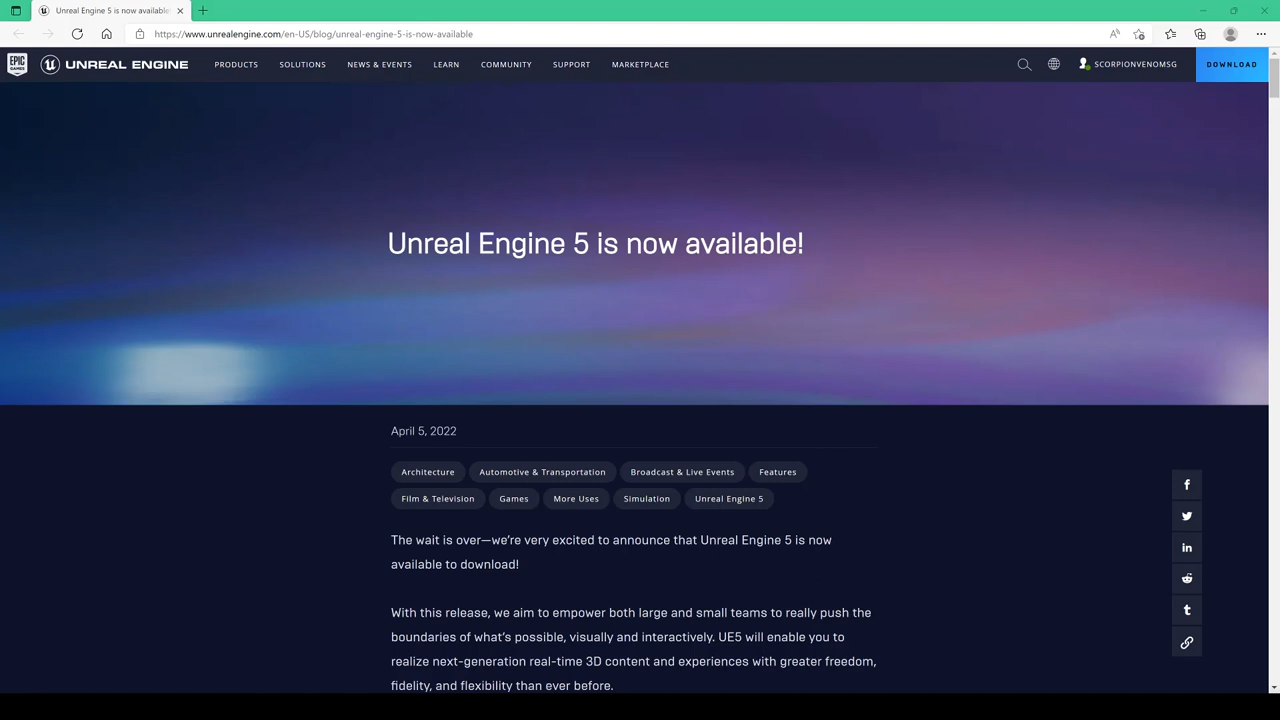 Unreal Engine 5 is now available!
https://www.unrealengine.com/en-US/blog/unreal-engine-5-is-now-available
EPIC GAMES
UNREAL ENGINE
PRODUCTS
SOLUTIONS
NEWS & EVENTS
LEARN
COMMUNITY
SUPPORT
MARKETPLACE
SCORPIONVENOMSG
DOWNLOAD
Unreal Engine 5 is now available!
April 5, 2022
Architecture
Automotive & Transportation
Broadcast & Live Events
Features
Film & Television
Games
More Uses
Simulation
Unreal Engine 5
The wait is over—we’re very excited to announce that Unreal Engine 5 is now
available to download!
With this release, we aim to empower both large and small teams to really push the
boundaries of what’s possible, visually and interactively. UE5 will enable you to
realize next-generation real-time 3D content and experiences with greater freedom,
fidelity, and flexibility than ever before.